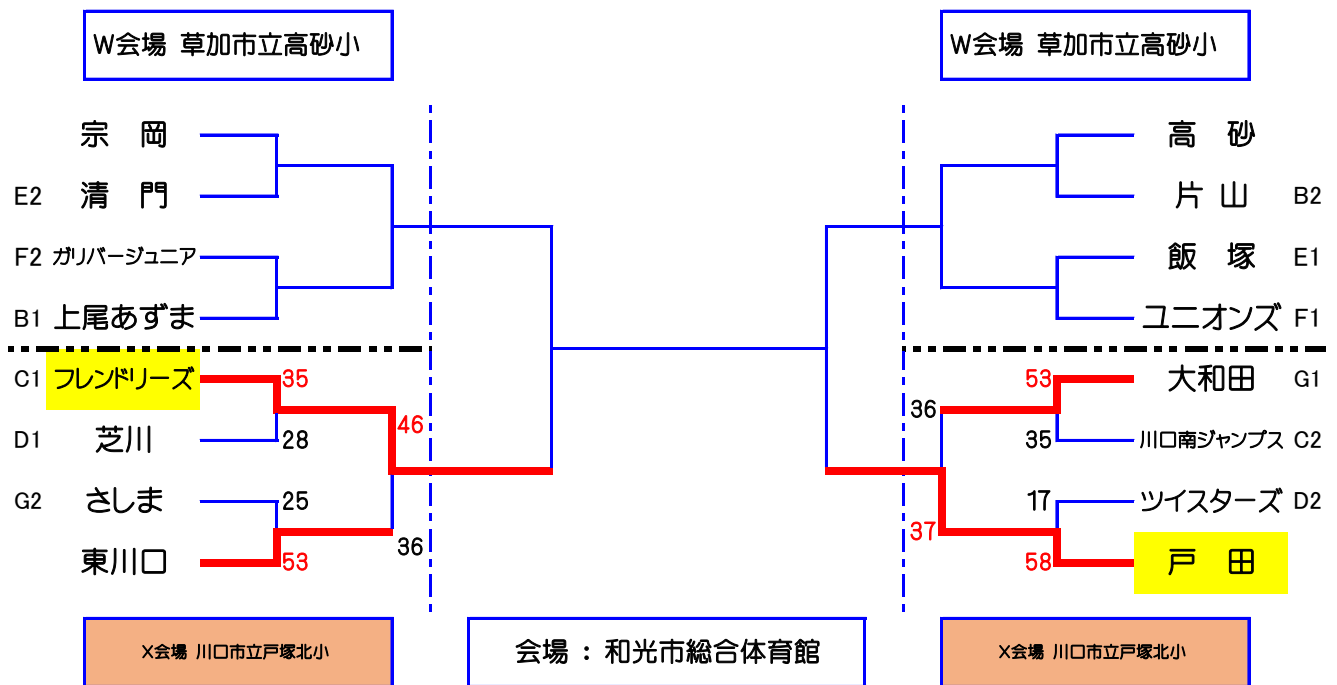 W会場 草加市立高砂小
W会場 草加市立高砂小
宗 岡
E2 清 門
F2 ガリバージュニア
B1 上尾あずま
C1 フレンドリーズ 35
46
D1 芝川 28
G2 さしま 25
36
東川口 53
高 砂
片 山 B2
飯 塚 E1
ユニオンズ F1
53 大和田 G1
36
35 川口南ジャンプス C2
17 ツイスターズ D2
37
58 戸 田
X会場 川口市立戸塚北小
会場 : 和光市総合体育館
X会場 川口市立戸塚北小